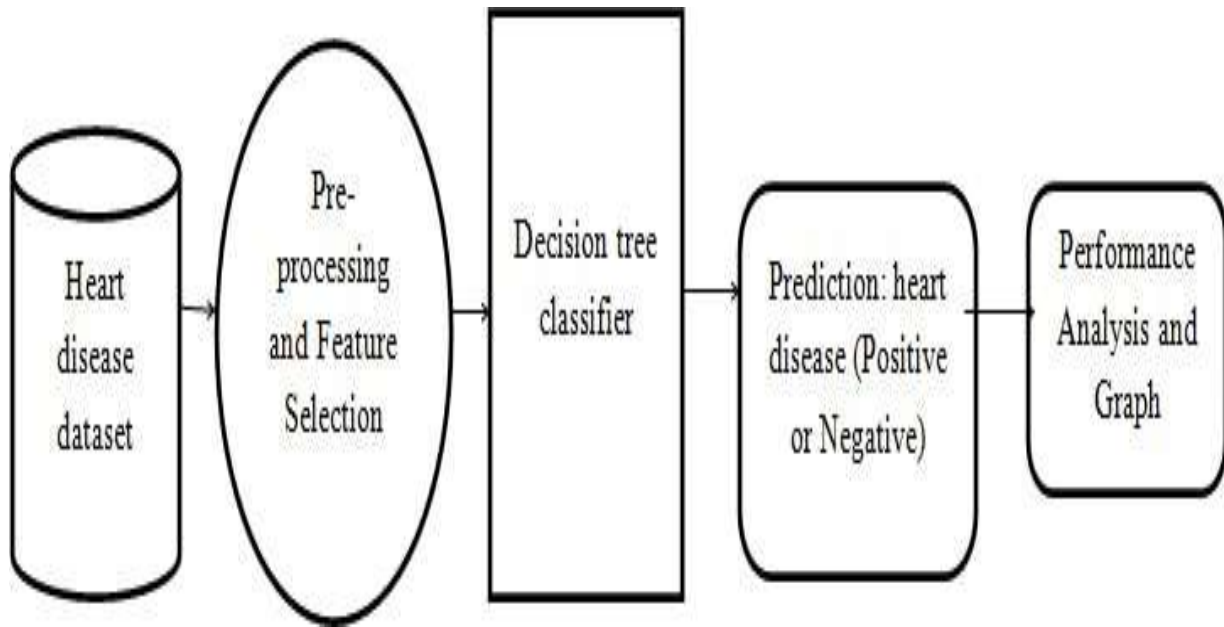 Heart
disease
dataset
Pre-
processing
and Feature
Selection
Decision tree
classifier
Prediction: heart
disease (Positive
or Negative)
Performance
Analysis and
Graph